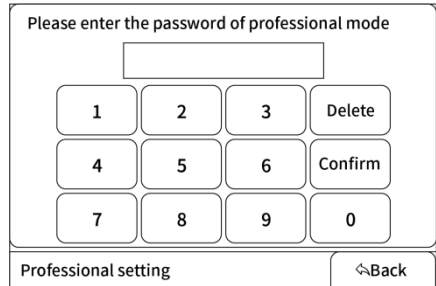 Please enter the password of professional mode
1 2 3 Delete
4 5 6 Confirm
7 8 9 0
Professional setting Back